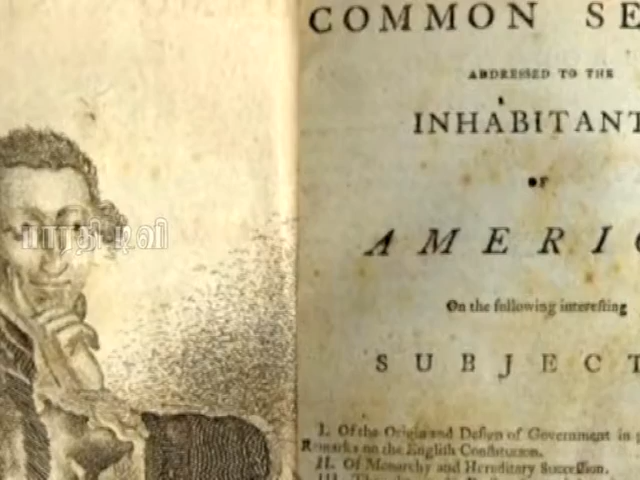 COMMON SE
ADDRESSED TO THE
INHABITANT
OF
AMERIC
On the following interesting
SUBJECT
I. Of the Origin and Design of Government in
Remarks on the English Constitution.
II. Of Monarchy and Hereditary Succession.
பாரதி டிவி